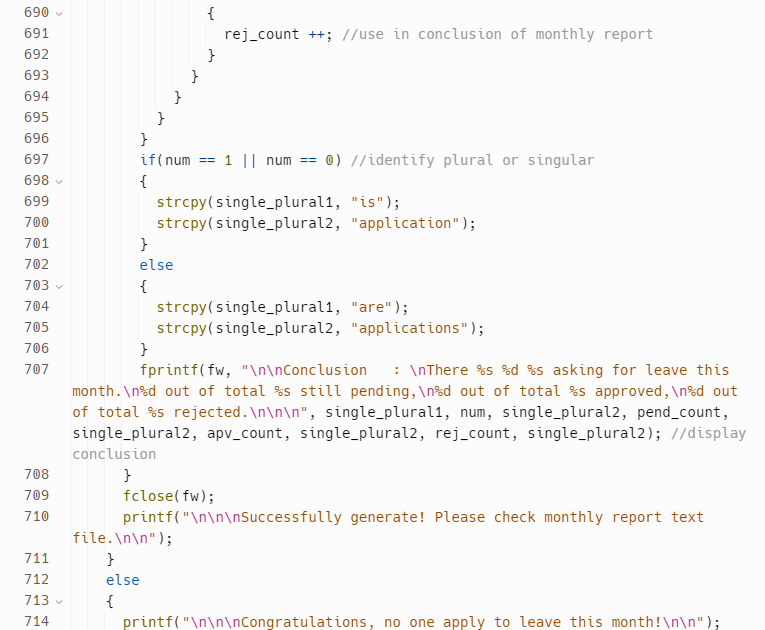 690 {
691 rej_count ++; //use in conclusion of monthly report
692 }
693 }
694 }
695 }
696 }
697 if(num == 1 || num == 0) //identify plural or singular
698 {
699 strcpy(single_plural1, "is");
700 strcpy(single_plural2, "application");
701 }
702 else
703 {
704 strcpy(single_plural1, "are");
705 strcpy(single_plural2, "applications");
706 }
707 fprintf(fw, "\n\nConclusion   : \nThere %s %d %s asking for leave this
month.\n%d out of total %s still pending,\n%d out of total %s approved,\n%d out
of total %s rejected.\n\n\n", single_plural1, num, single_plural2, pend_count,
single_plural2, apv_count, single_plural2, rej_count, single_plural2); //display
conclusion
708 }
709 fclose(fw);
710 printf("\n\n\nSuccessfully generate! Please check monthly report text
file.\n\n");
711 }
712 else
713 {
714 printf("\n\n\nCongratulations, no one apply to leave this month!\n\n");